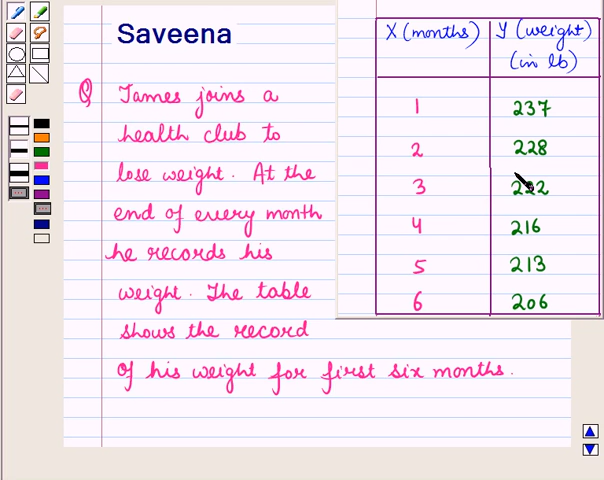 Saveena
Q James joins a
health club to
lose weight. At the
end of every month
he records his
weight. The table
shows the record
of his weight for first six months.
X (months) Y (weight)
(in lb)
1 237
2 228
3 222
4 216
5 213
6 206